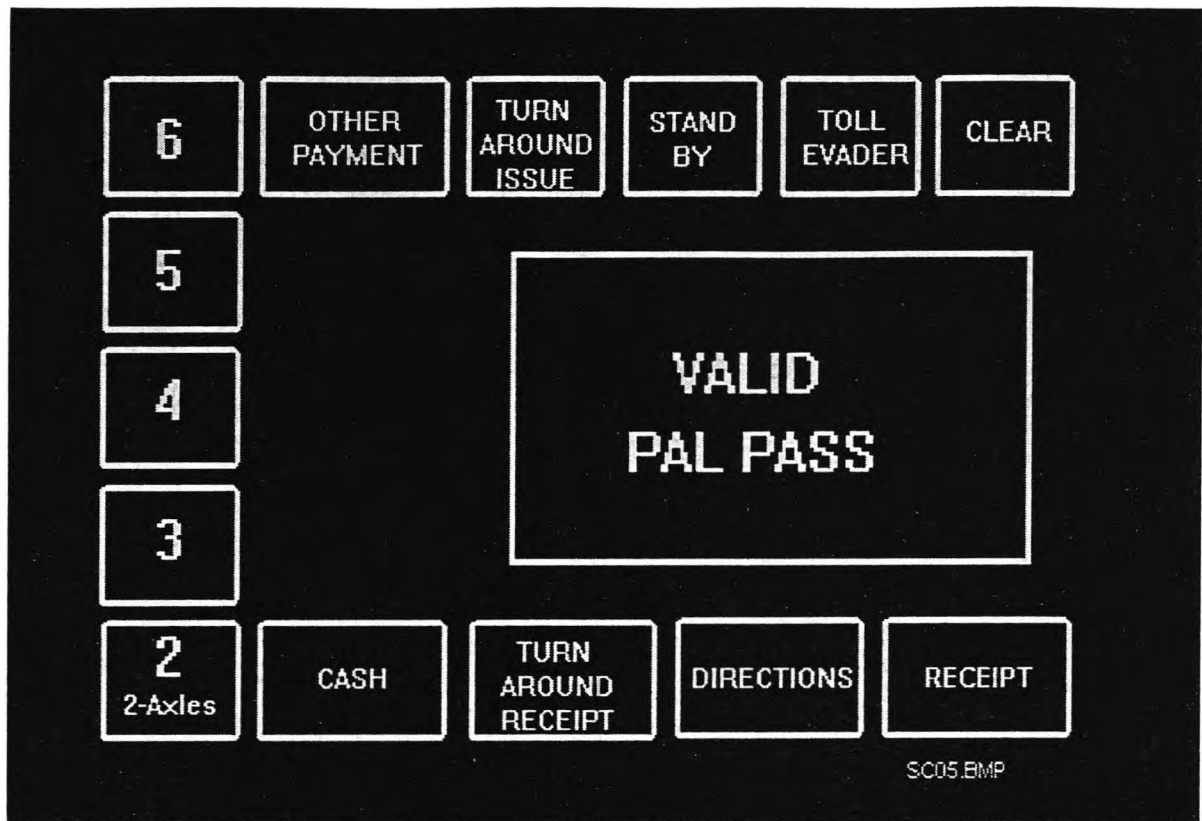 6
OTHER
PAYMENT
TURN
AROUND
ISSUE
STAND
BY
TOLL
EVADER
CLEAR
5
4
3
VALID
PAL PASS
2
2-Axles
CASH
TURN
AROUND
RECEIPT
DIRECTIONS
RECEIPT
SC05.BMP